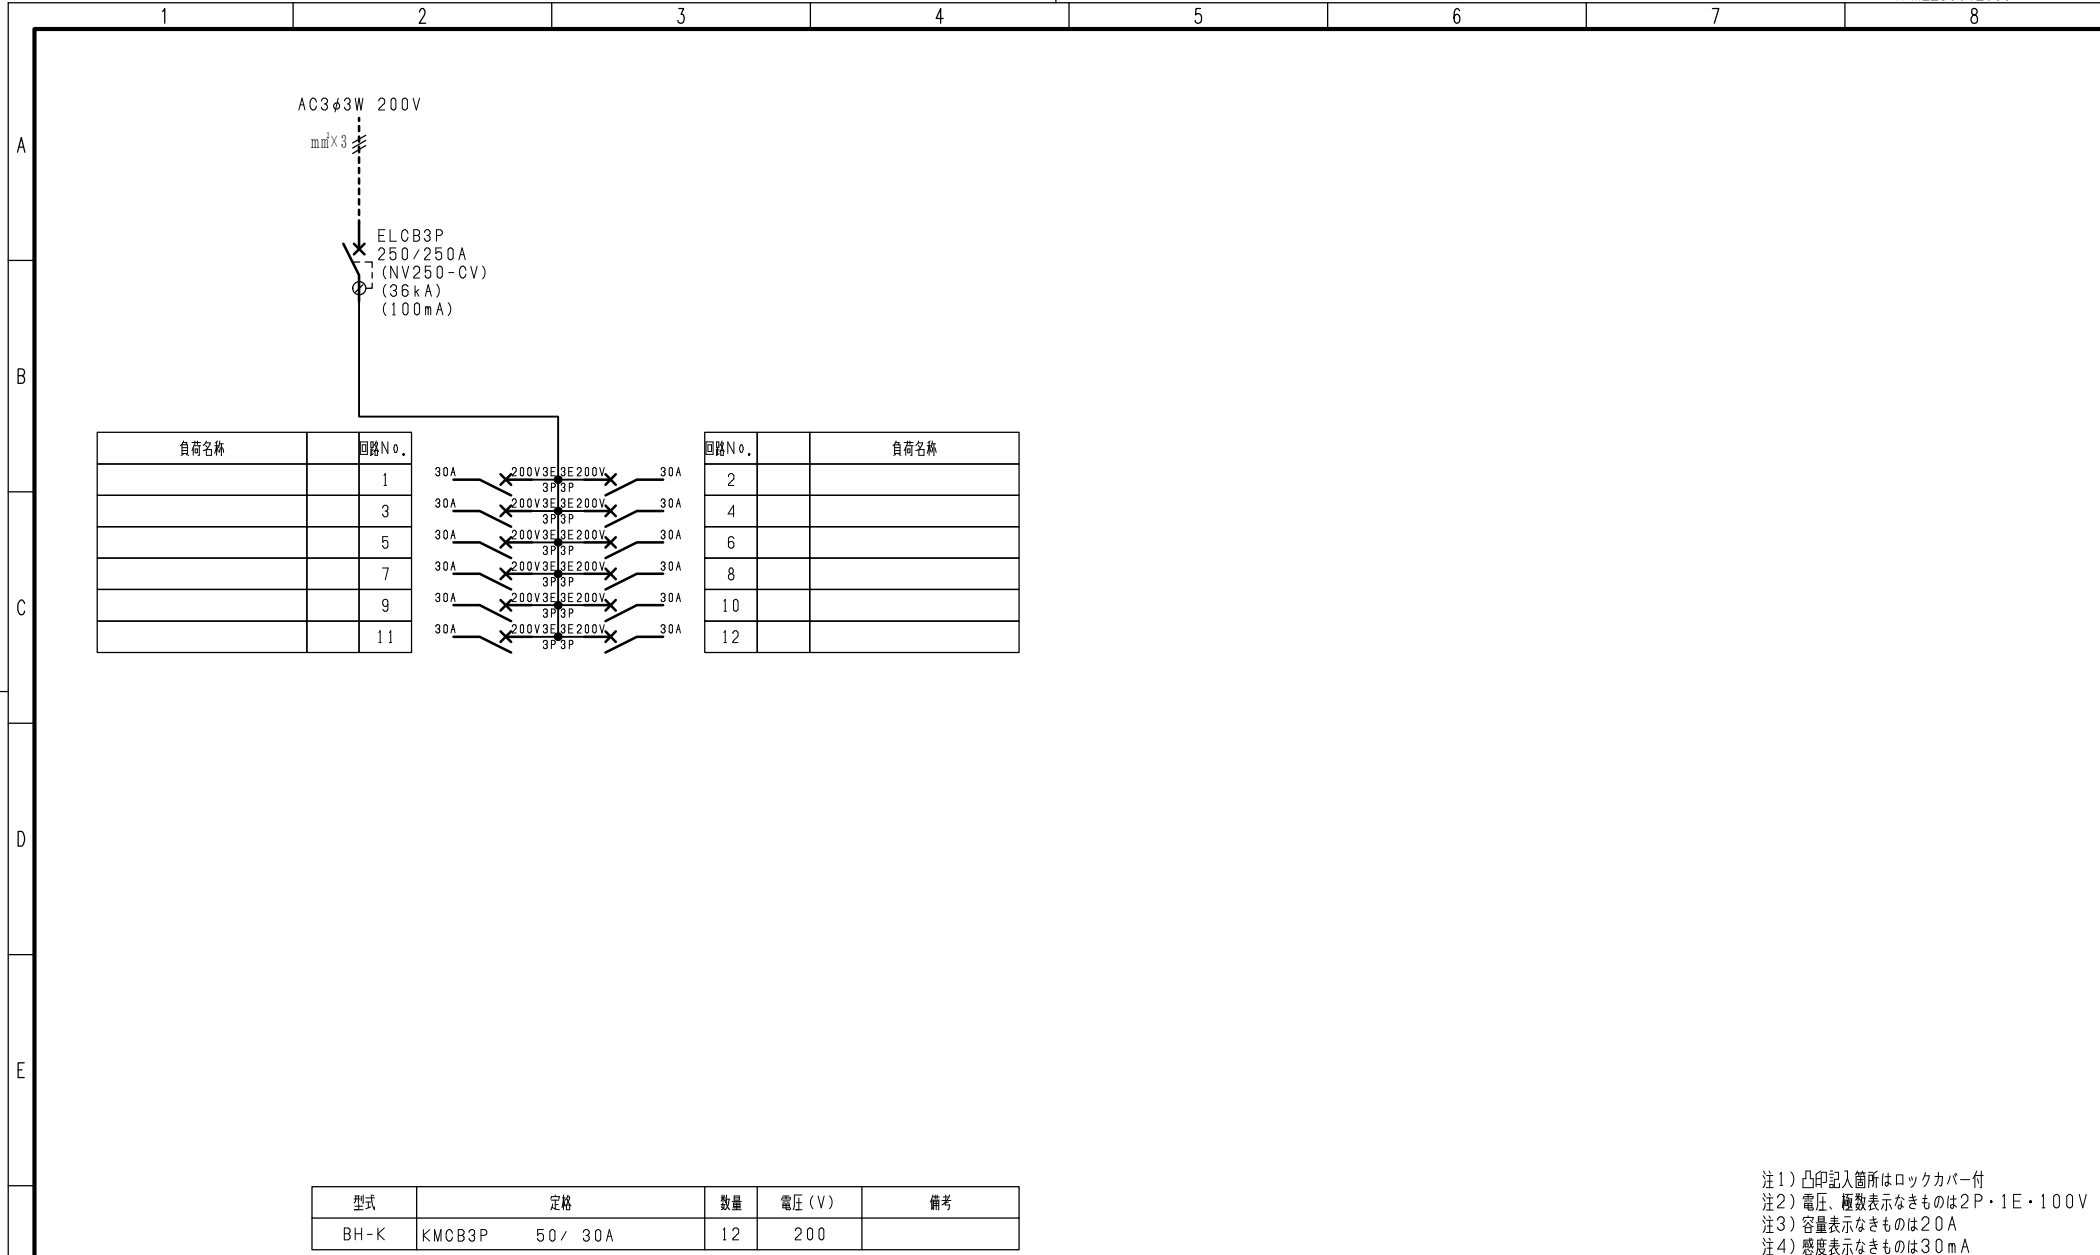 1 2 3 4 5 6 7 8
A
B
C
D
E
AC3φ3W 200V
mm²×3
ELCB3P
250/250A
(NV250-CV)
(36kA)
(100mA)
負荷名称 回路No. 回路No. 負荷名称
1 30A 200V3E 3E200V 30A 2
3P 3P
3 30A 200V3E 3E200V 30A 4
3P 3P
5 30A 200V3E 3E200V 30A 6
3P 3P
7 30A 200V3E 3E200V 30A 8
3P 3P
9 30A 200V3E 3E200V 30A 10
3P 3P
11 30A 200V3E 3E200V 30A 12
3P 3P
型式 定格 数量 電圧(V) 備考
BH-K KMCB3P 50/ 30A 12 200
注1)凸印記入箇所はロックカバー付
注2)電圧、極数表示なきものは2P・1E・100V
注3)容量表示なきものは20A
注4)感度表示なきものは30mA